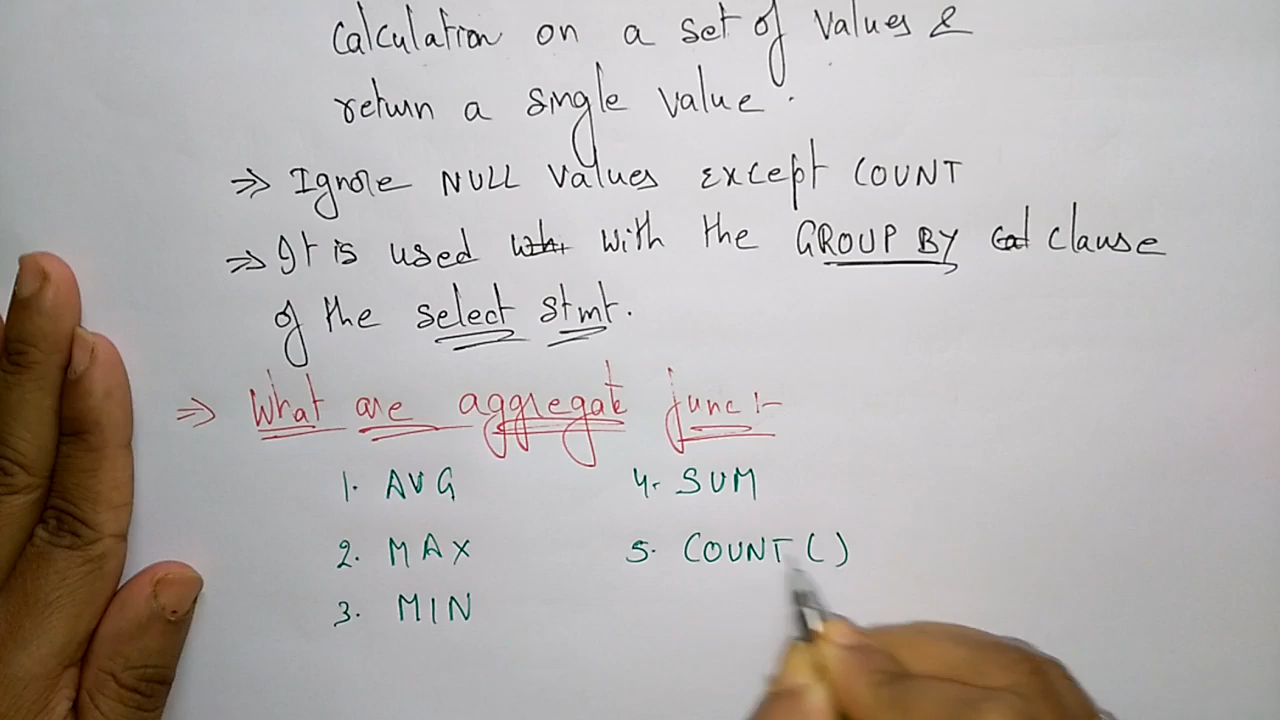 calculation on a set of values &
return a single value.
⇒ Ignore NULL values except COUNT
⇒ It is used with with the GROUP BY cal clause
of the select stmt.
⇒ What are aggregate func :-
1. AVG 4. SUM
2. MAX 5. COUNT()
3. MIN